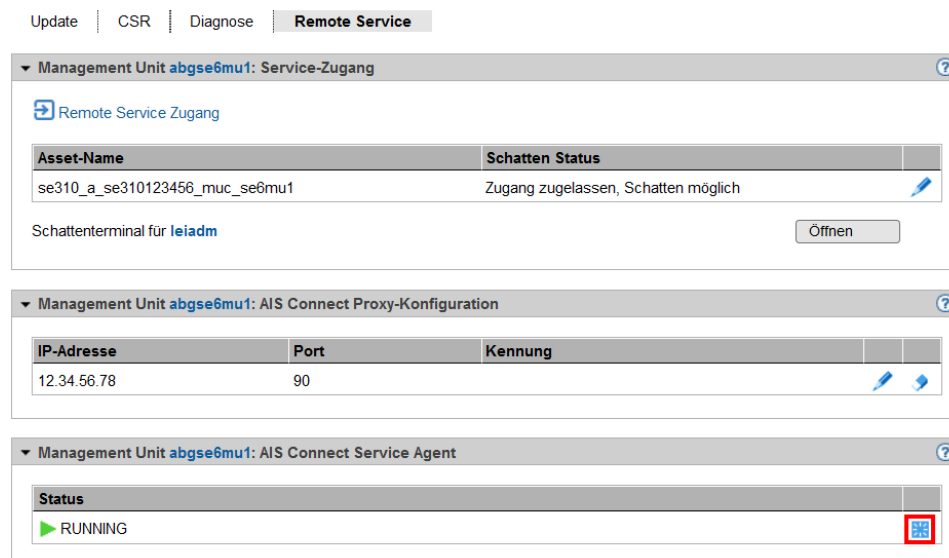 Update CSR Diagnose Remote Service
Management Unit abgse6mu1: Service-Zugang ?
Remote Service Zugang
Asset-Name Schatten Status
se310_a_se310123456_muc_se6mu1 Zugang zugelassen, Schatten möglich
Schattenterminal für leiadm Öffnen
Management Unit abgse6mu1: AIS Connect Proxy-Konfiguration ?
IP-Adresse Port Kennung
12.34.56.78 90
Management Unit abgse6mu1: AIS Connect Service Agent ?
Status
RUNNING